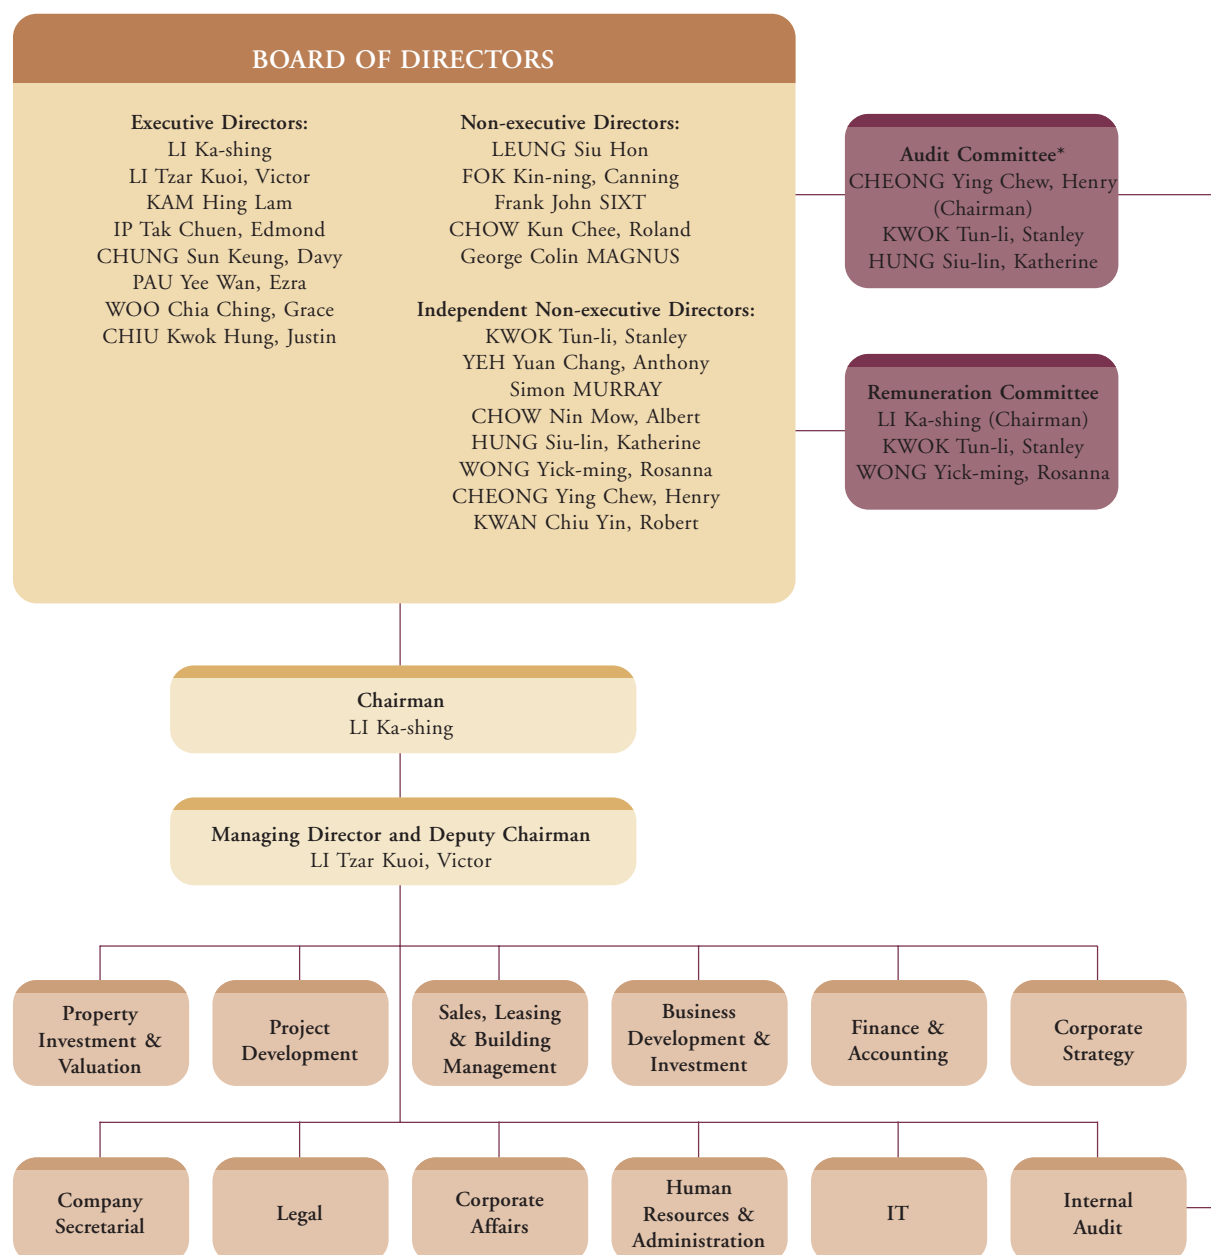 BOARD OF DIRECTORS
Executive Directors:
LI Ka-shing
LI Tzar Kuoi, Victor
KAM Hing Lam
IP Tak Chuen, Edmond
CHUNG Sun Keung, Davy
PAU Yee Wan, Ezra
WOO Chia Ching, Grace
CHIU Kwok Hung, Justin
Non-executive Directors:
LEUNG Siu Hon
FOK Kin-ning, Canning
Frank John SIXT
CHOW Kun Chee, Roland
George Colin MAGNUS
Independent Non-executive Directors:
KWOK Tun-li, Stanley
YEH Yuan Chang, Anthony
Simon MURRAY
CHOW Nin Mow, Albert
HUNG Siu-lin, Katherine
WONG Yick-ming, Rosanna
CHEONG Ying Chew, Henry
KWAN Chiu Yin, Robert
Audit Committee*
CHEONG Ying Chew, Henry
(Chairman)
KWOK Tun-li, Stanley
HUNG Siu-lin, Katherine
Remuneration Committee
LI Ka-shing (Chairman)
KWOK Tun-li, Stanley
WONG Yick-ming, Rosanna
Chairman
LI Ka-shing
Managing Director and Deputy Chairman
LI Tzar Kuoi, Victor
Property
Investment &
Valuation
Project
Development
Sales, Leasing
& Building
Management
Business
Development &
Investment
Finance &
Accounting
Corporate
Strategy
Company
Secretarial
Legal
Corporate
Affairs
Human
Resources &
Administration
IT
Internal
Audit